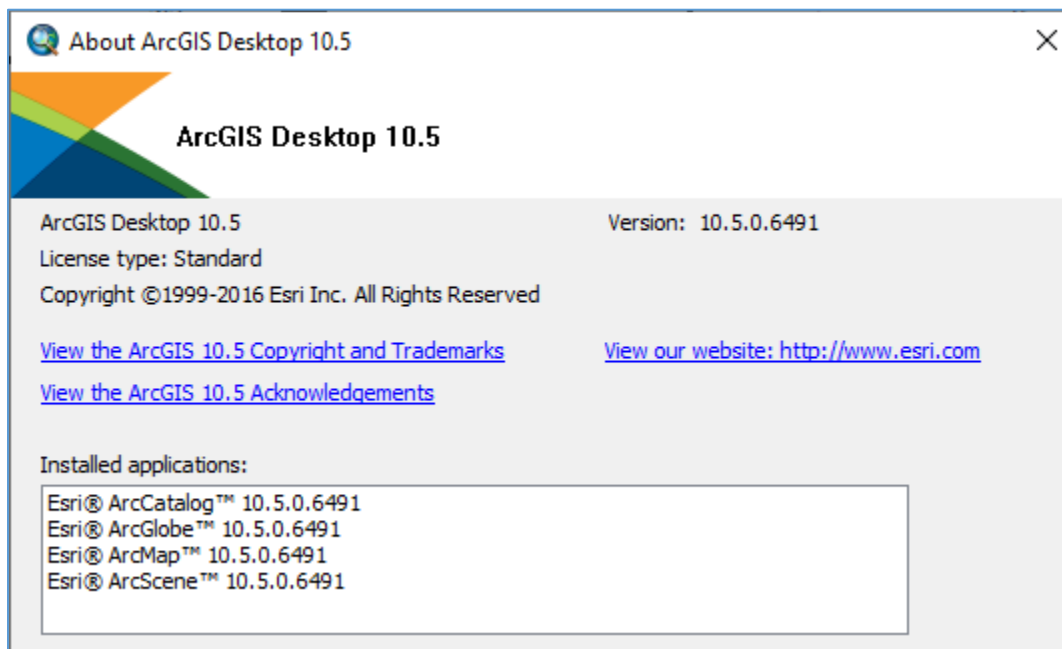 About ArcGIS Desktop 10.5
ArcGIS Desktop 10.5
ArcGIS Desktop 10.5 Version: 10.5.0.6491
License type: Standard
Copyright ©1999-2016 Esri Inc. All Rights Reserved
View the ArcGIS 10.5 Copyright and Trademarks View our website: http://www.esri.com
View the ArcGIS 10.5 Acknowledgements
Installed applications:
Esri® ArcCatalog™ 10.5.0.6491
Esri® ArcGlobe™ 10.5.0.6491
Esri® ArcMap™ 10.5.0.6491
Esri® ArcScene™ 10.5.0.6491